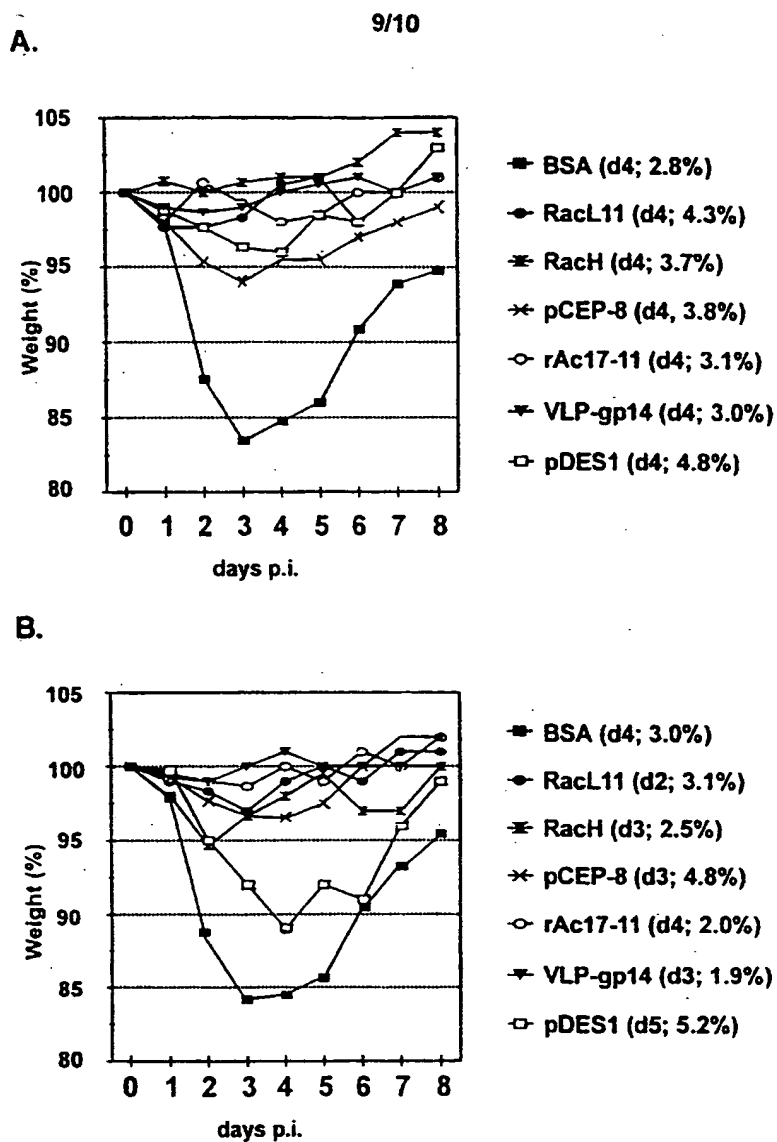 9/10
A.
105
100
95
90
85
80
Weight (%)
0 1 2 3 4 5 6 7 8
days p.i.
BSA (d4; 2.8%)
RacL11 (d4; 4.3%)
RacH (d4; 3.7%)
pCEP-8 (d4, 3.8%)
rAc17-11 (d4; 3.1%)
VLP-gp14 (d4; 3.0%)
pDES1 (d4; 4.8%)
B.
105
100
95
90
85
80
Weight (%)
0 1 2 3 4 5 6 7 8
days p.i.
BSA (d4; 3.0%)
RacL11 (d2; 3.1%)
RacH (d3; 2.5%)
pCEP-8 (d3; 4.8%)
rAc17-11 (d4; 2.0%)
VLP-gp14 (d3; 1.9%)
pDES1 (d5; 5.2%)